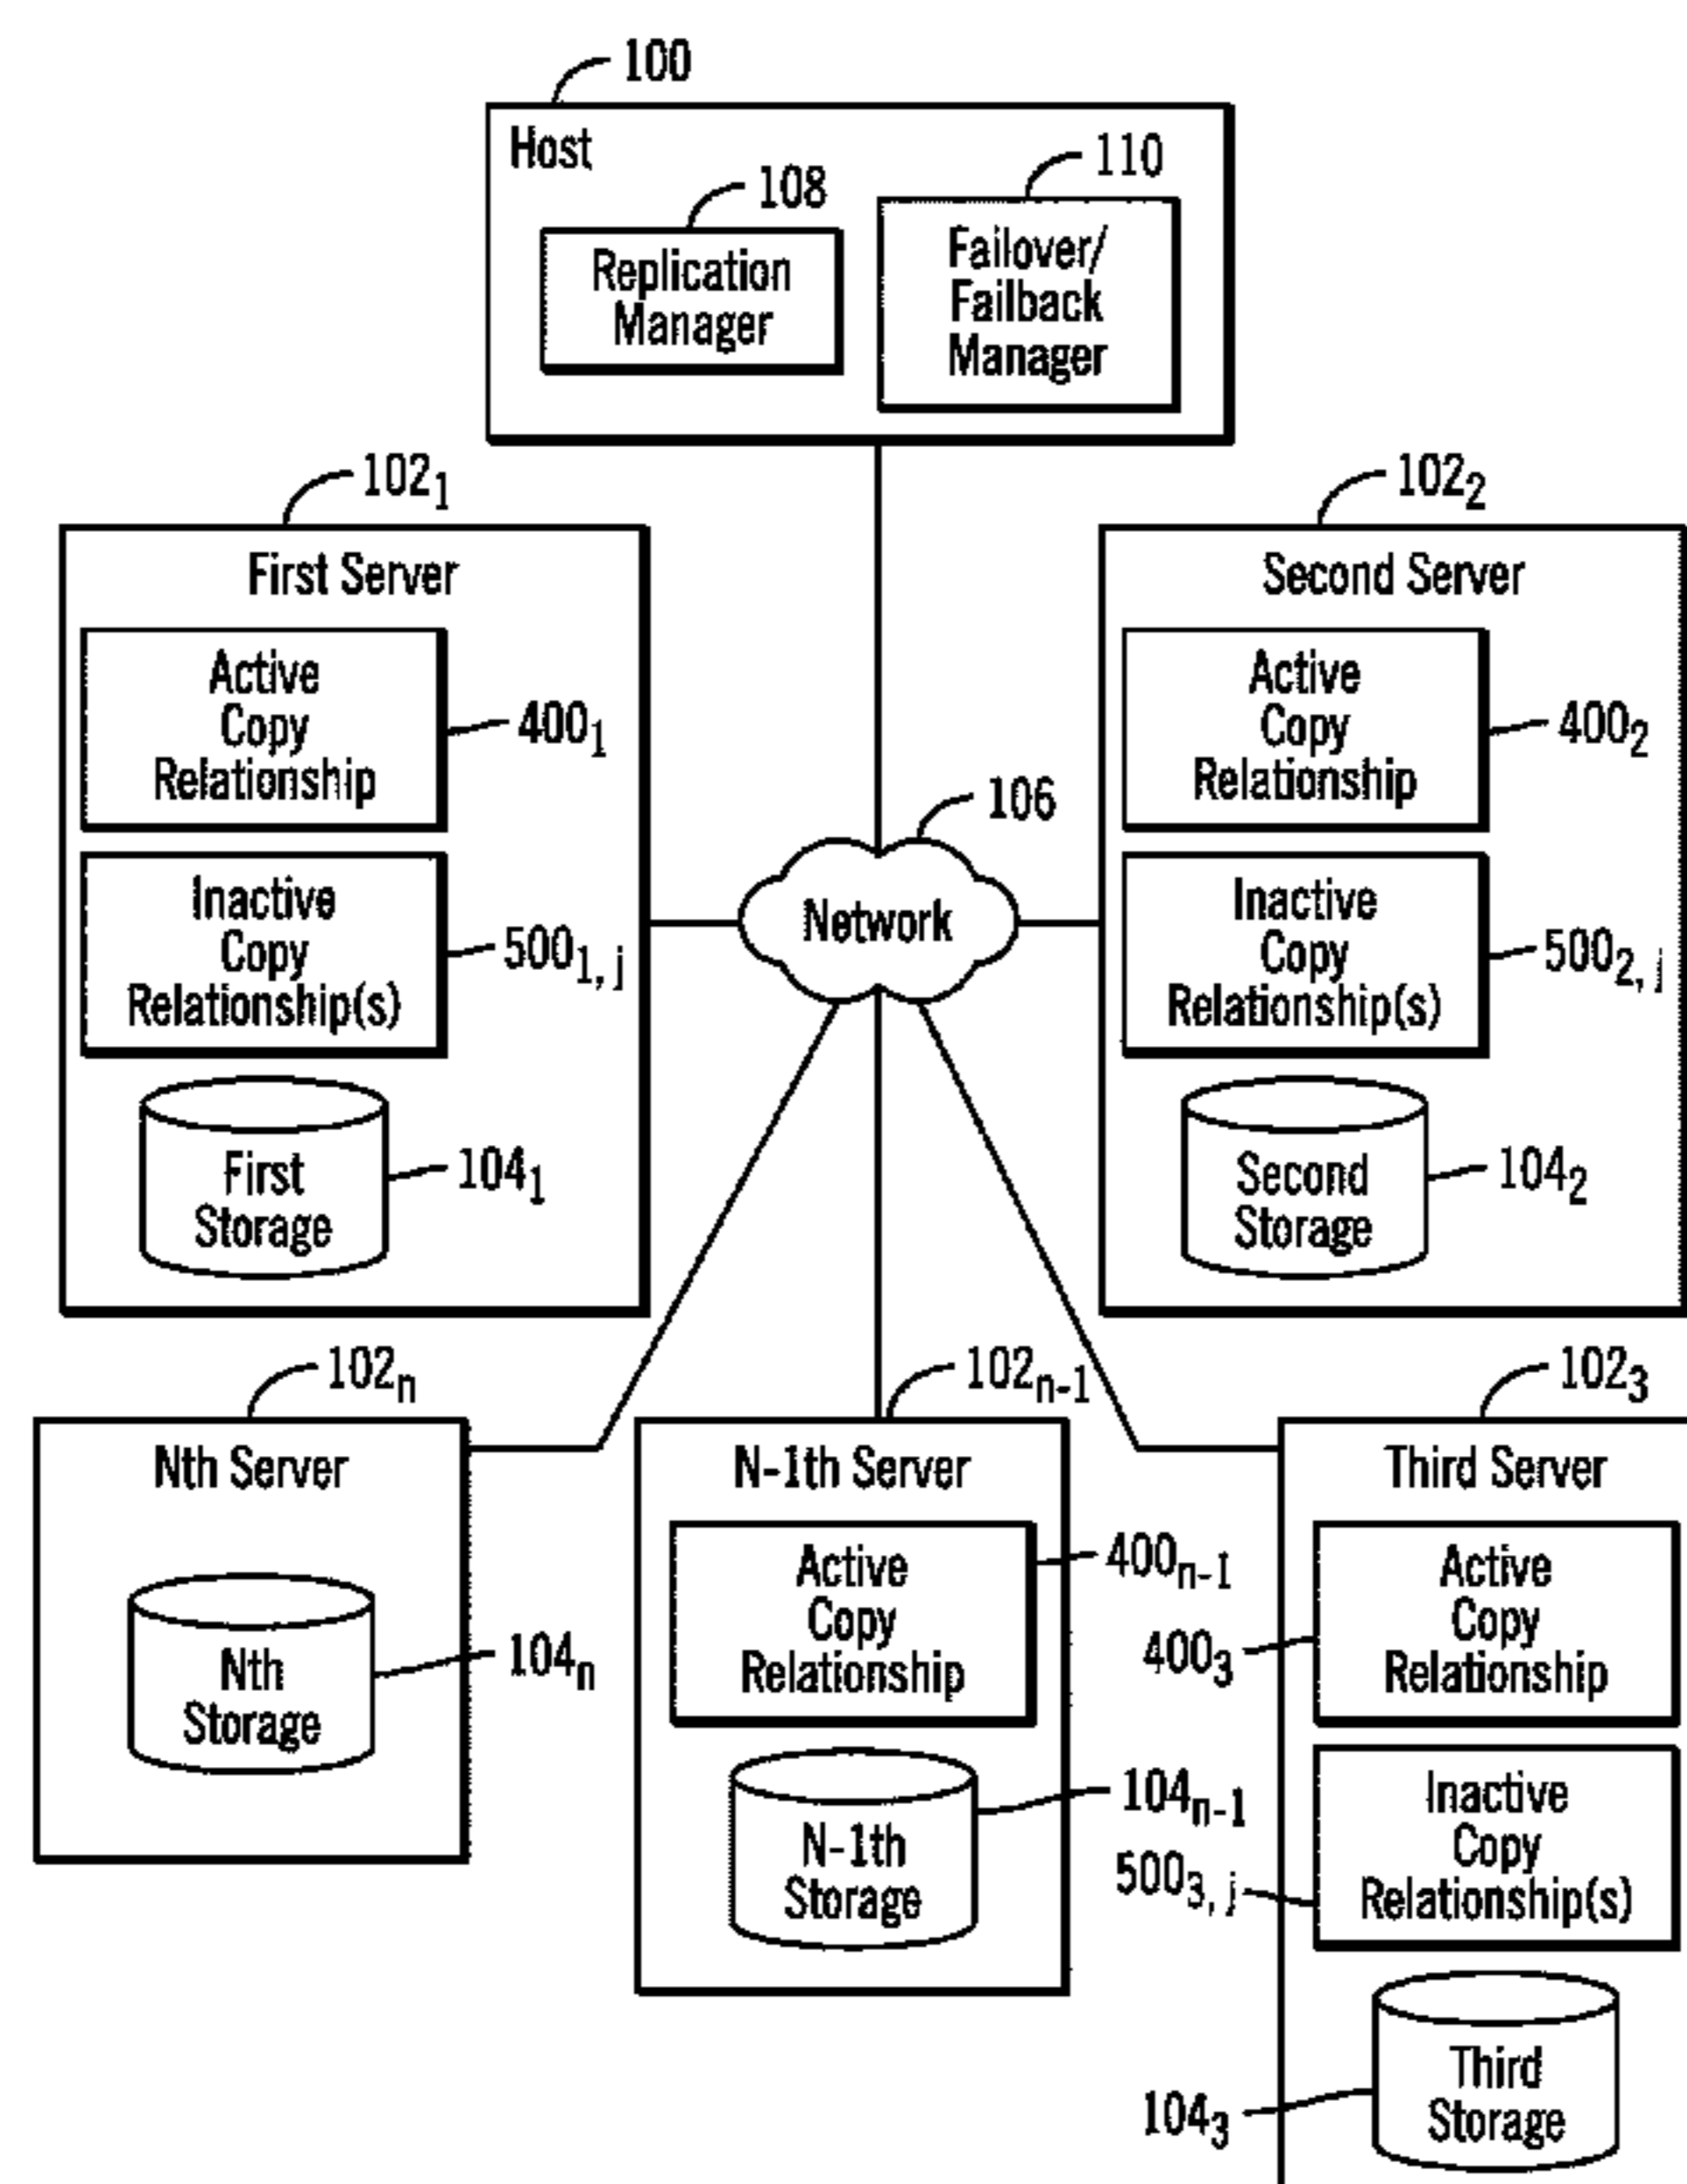 100
Host
108
110
Replication
Manager
Failover/
Failback
Manager
102₁
First Server
Active
Copy
Relationship
400₁
Inactive
Copy
Relationship(s)
500₁,ⱼ
First
Storage
104₁
106
Network
102₂
Second Server
Active
Copy
Relationship
400₂
Inactive
Copy
Relationship(s)
500₂,ⱼ
Second
Storage
104₂
102ₙ
Nth Server
Nth
Storage
104ₙ
102ₙ₋₁
N-1th Server
Active
Copy
Relationship
400ₙ₋₁
N-1th
Storage
104ₙ₋₁
102₃
Third Server
Active
Copy
Relationship
400₃
Inactive
Copy
Relationship(s)
500₃,ⱼ
Third
Storage
104₃